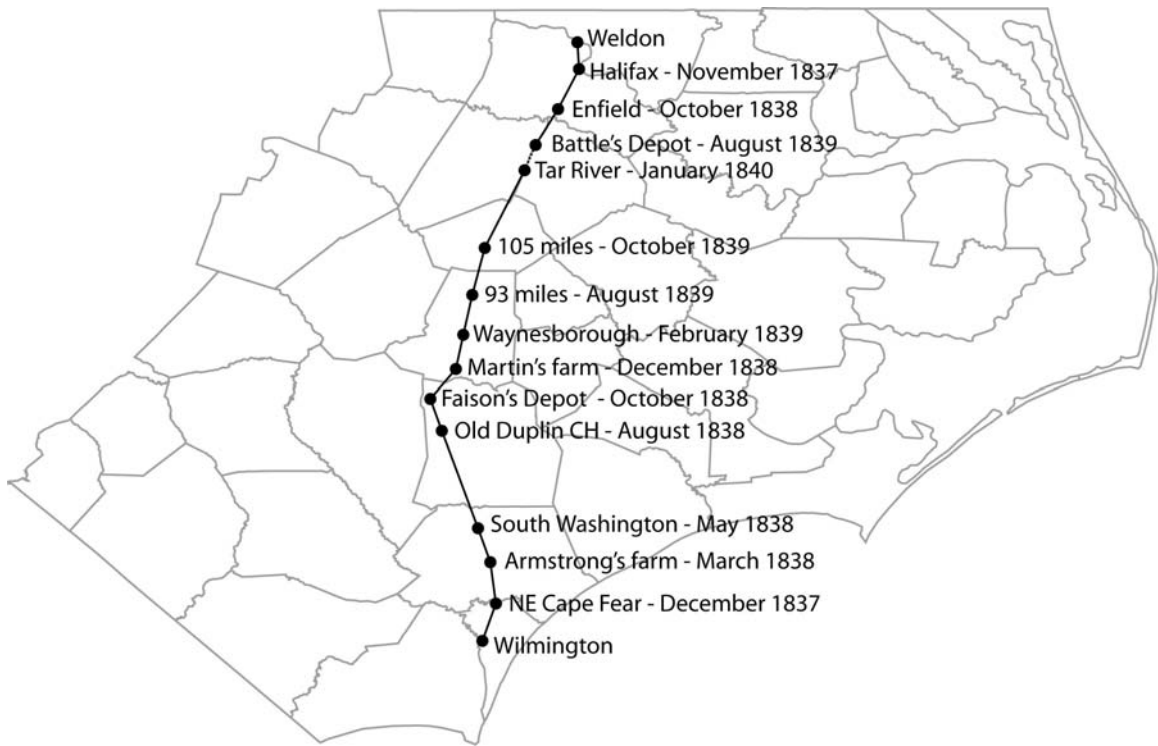 Weldon
Halifax - November 1837
Enfield - October 1838
Battle's Depot - August 1839
Tar River - January 1840
105 miles - October 1839
93 miles - August 1839
Waynesborough - February 1839
Martin's farm - December 1838
Faison's Depot - October 1838
Old Duplin CH - August 1838
South Washington - May 1838
Armstrong's farm - March 1838
NE Cape Fear - December 1837
Wilmington